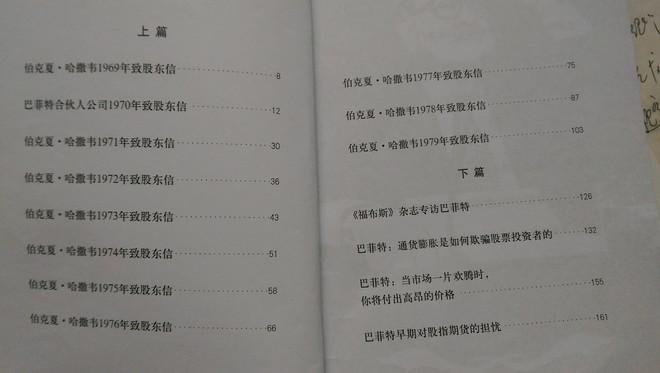 上篇
伯克夏·哈撒韦1969年致股东信 8
巴菲特合伙人公司1970年致股东信 12
伯克夏·哈撒韦1971年致股东信 30
伯克夏·哈撒韦1972年致股东信 36
伯克夏·哈撒韦1973年致股东信 43
伯克夏·哈撒韦1974年致股东信 51
伯克夏·哈撒韦1975年致股东信 58
伯克夏·哈撒韦1976年致股东信 66
伯克夏·哈撒韦1977年致股东信 75
伯克夏·哈撒韦1978年致股东信 87
伯克夏·哈撒韦1979年致股东信 103
下篇
《福布斯》杂志专访巴菲特 126
巴菲特：通货膨胀是如何欺骗股票投资者的 132
巴菲特：当市场一片欢腾时，
你将付出高昂的价格 155
巴菲特早期对股指期货的担忧 161